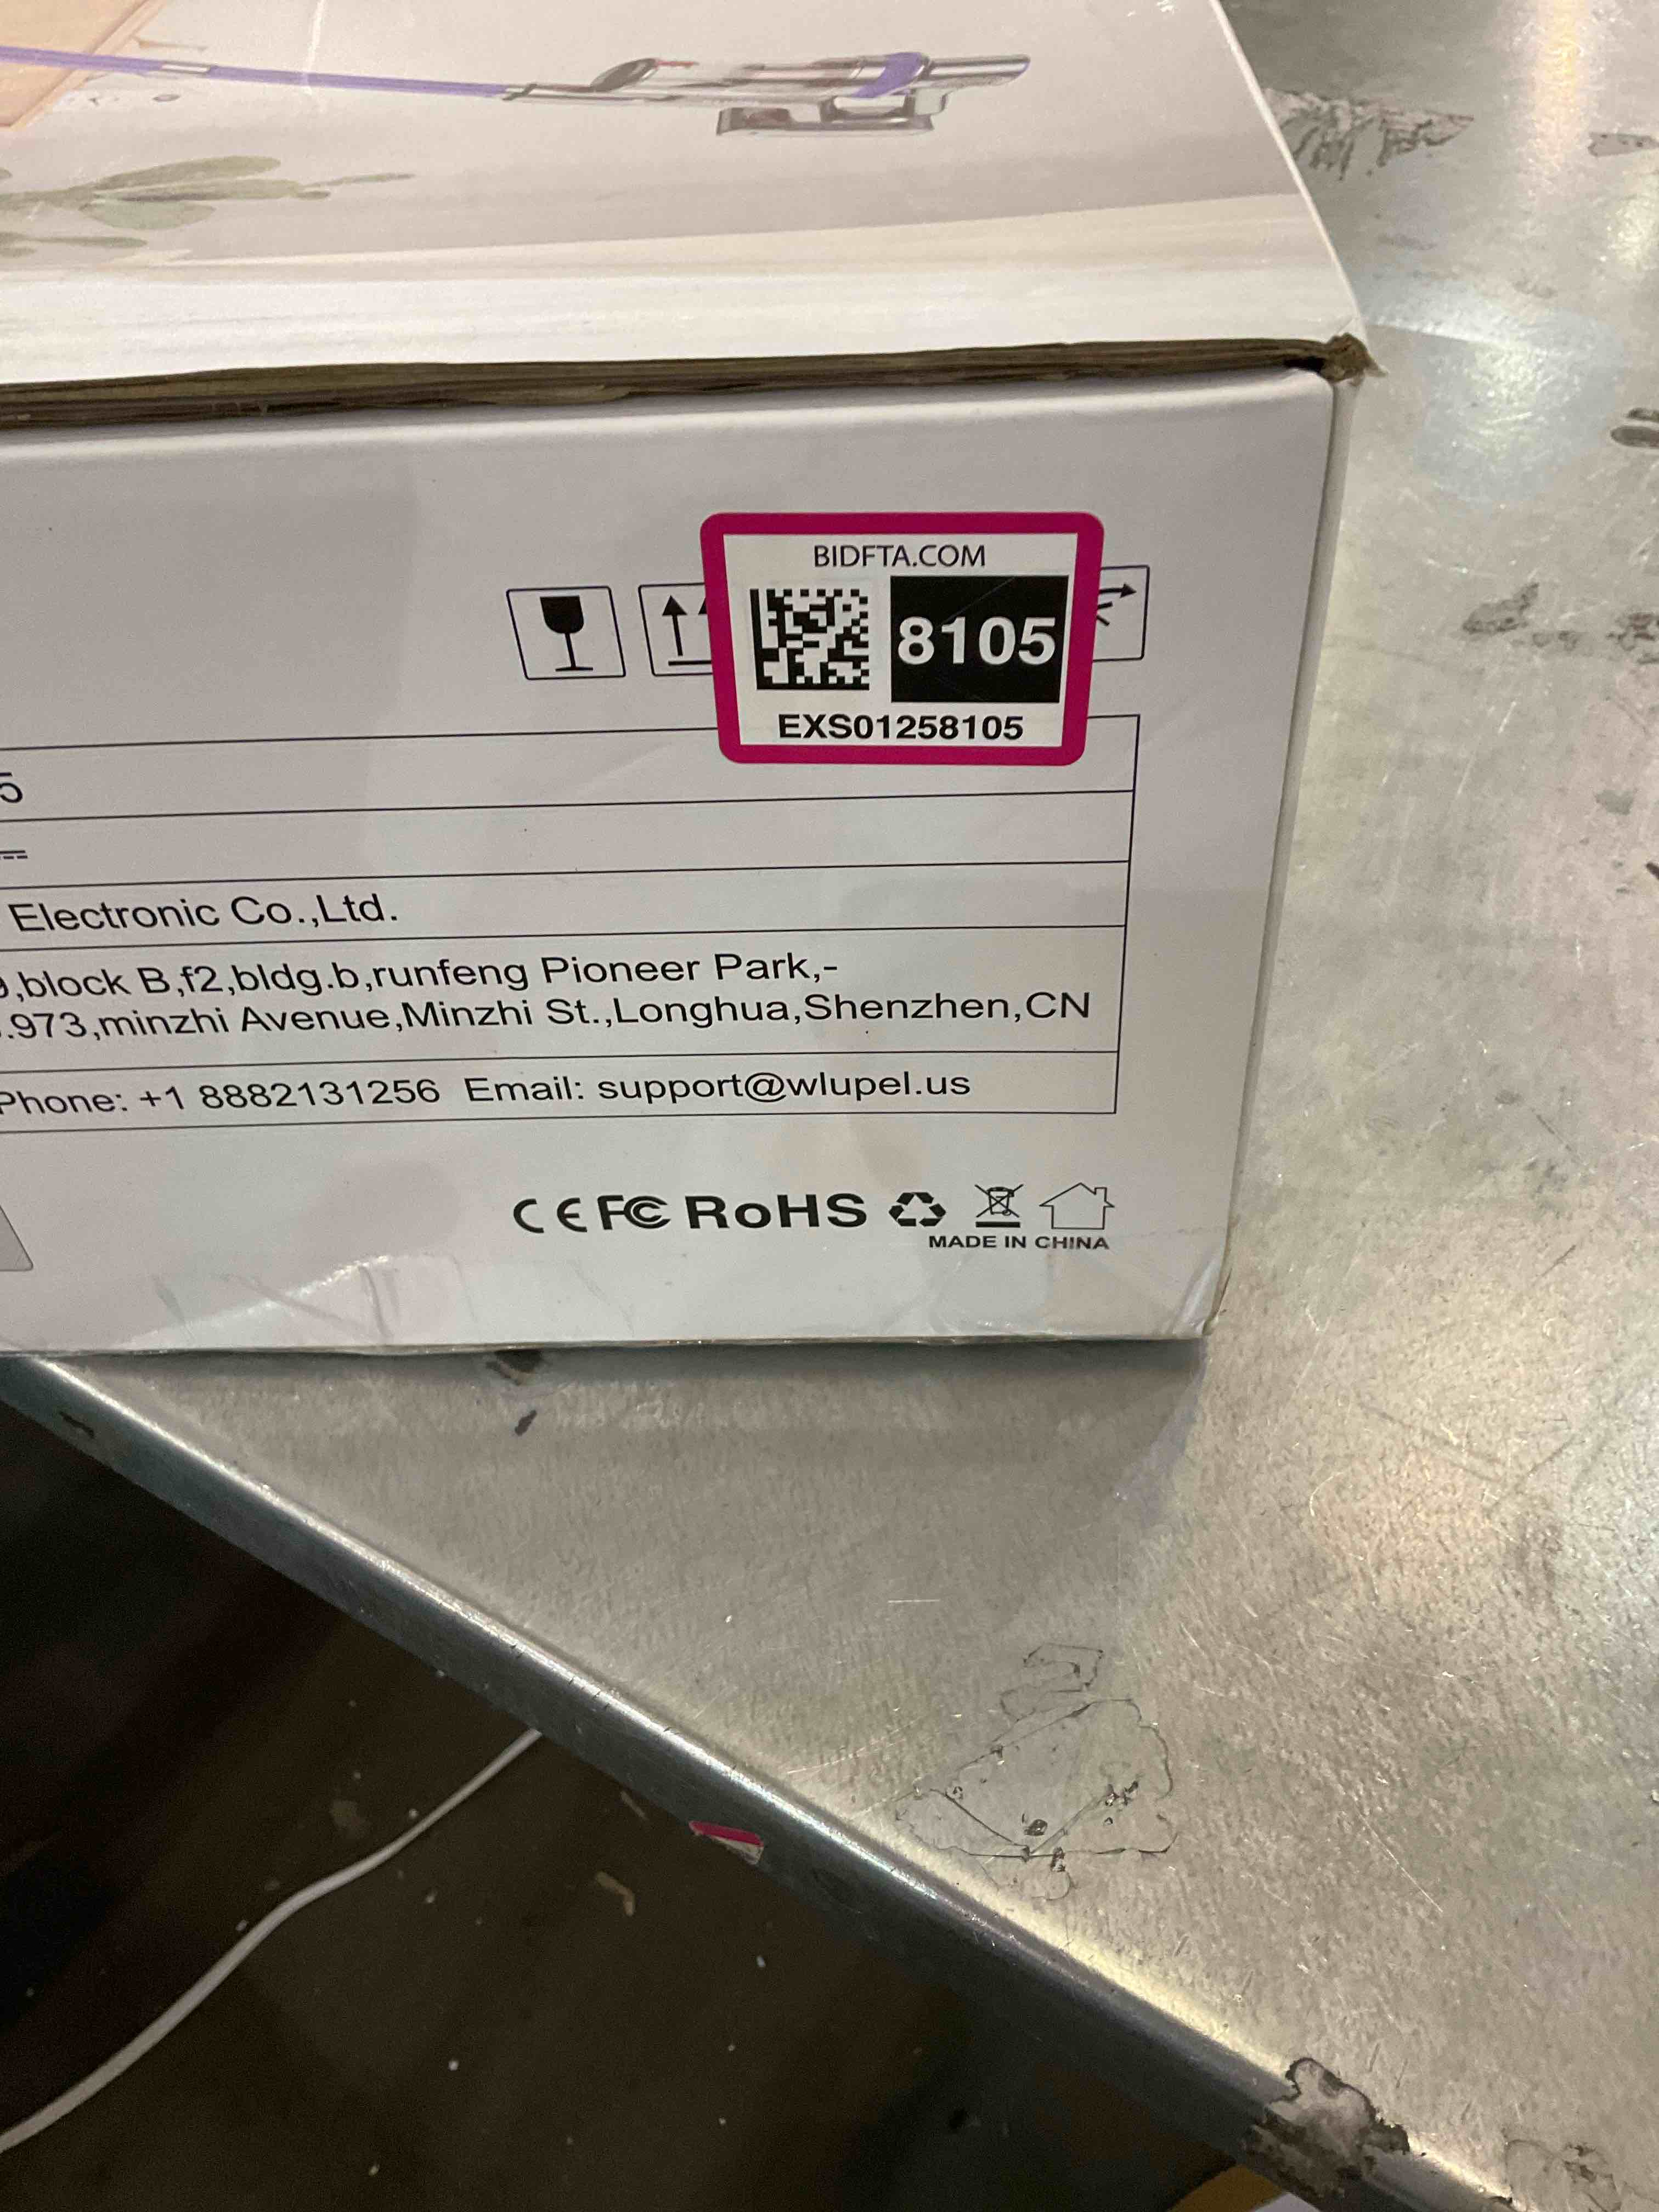 BIDFTA.COM
8105
EXS01258105
5
Electronic Co.,Ltd.
,block B,f2,bldg.b,runfeng Pioneer Park,-
.973,minzhi Avenue,Minzhi St.,Longhua,Shenzhen,CN
Phone: +1 8882131256 Email: support@wlupel.us
CE FC RoHS
MADE IN CHINA